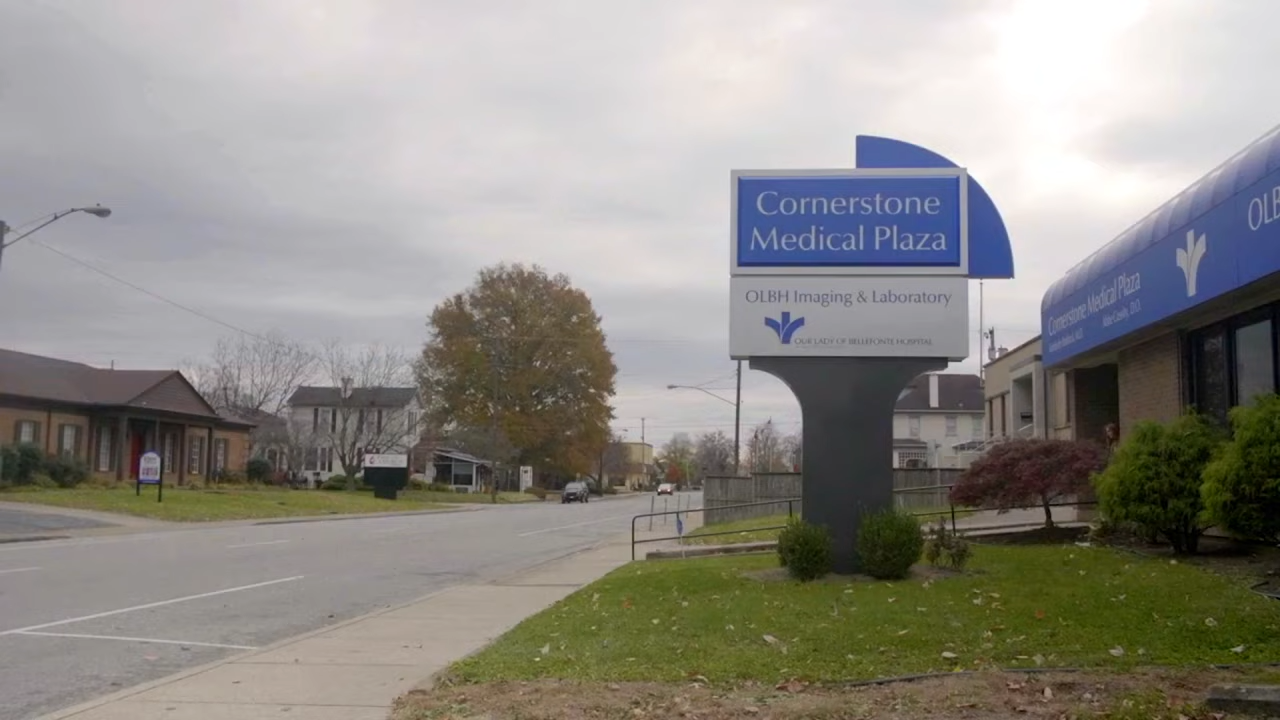 Cornerstone
Medical Plaza
OLBH Imaging & Laboratory
OUR LADY OF BELLEFONTE HOSPITAL
Cornerstone Medical Plaza
OLB